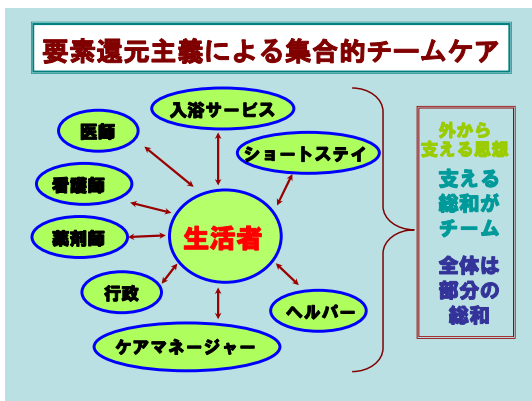 要素還元主義による集合的チームケア
入浴サービス
医師
ショートステイ
看護師
薬剤師
生活者
行政
ヘルパー
ケアマネージャー
外から
支える思想
支える
総和が
チーム
全体は
部分の
総和